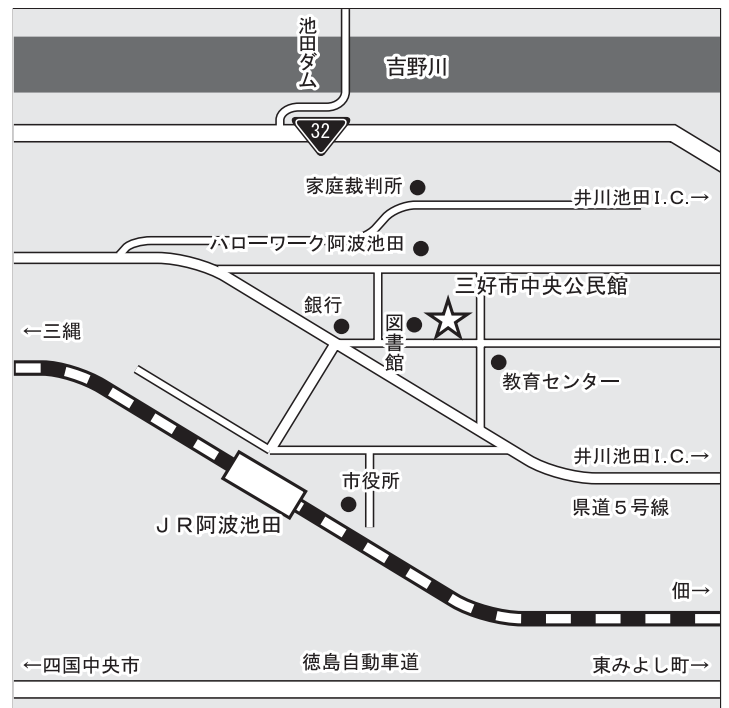 池田ダム
吉野川
32
家庭裁判所
井川池田I.C.→
ハローワーク阿波池田
三好市中央公民館
銀行
図書館
←三縄
教育センター
井川池田I.C.→
市役所
県道5号線
JR阿波池田
佃→
←四国中央市
徳島自動車道
東みよし町→